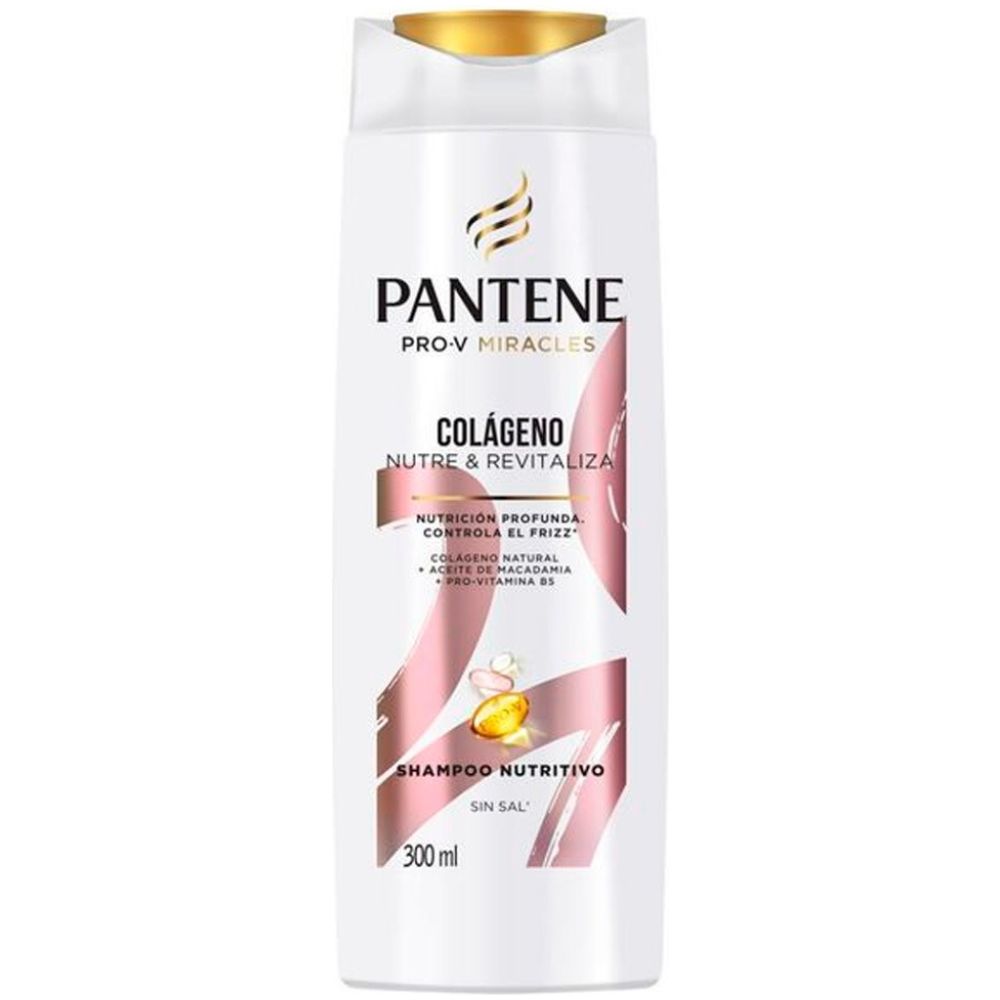 PANTENE
PRO-V MIRACLES
COLÁGENO
NUTRE & REVITALIZA
NUTRICIÓN PROFUNDA.
CONTROLA EL FRIZZ*
COLÁGENO NATURAL
+ ACEITE DE MACADAMIA
+ PRO-VITAMINA B5
PRO-V
SHAMPOO NUTRITIVO
SIN SAL*
300 ml